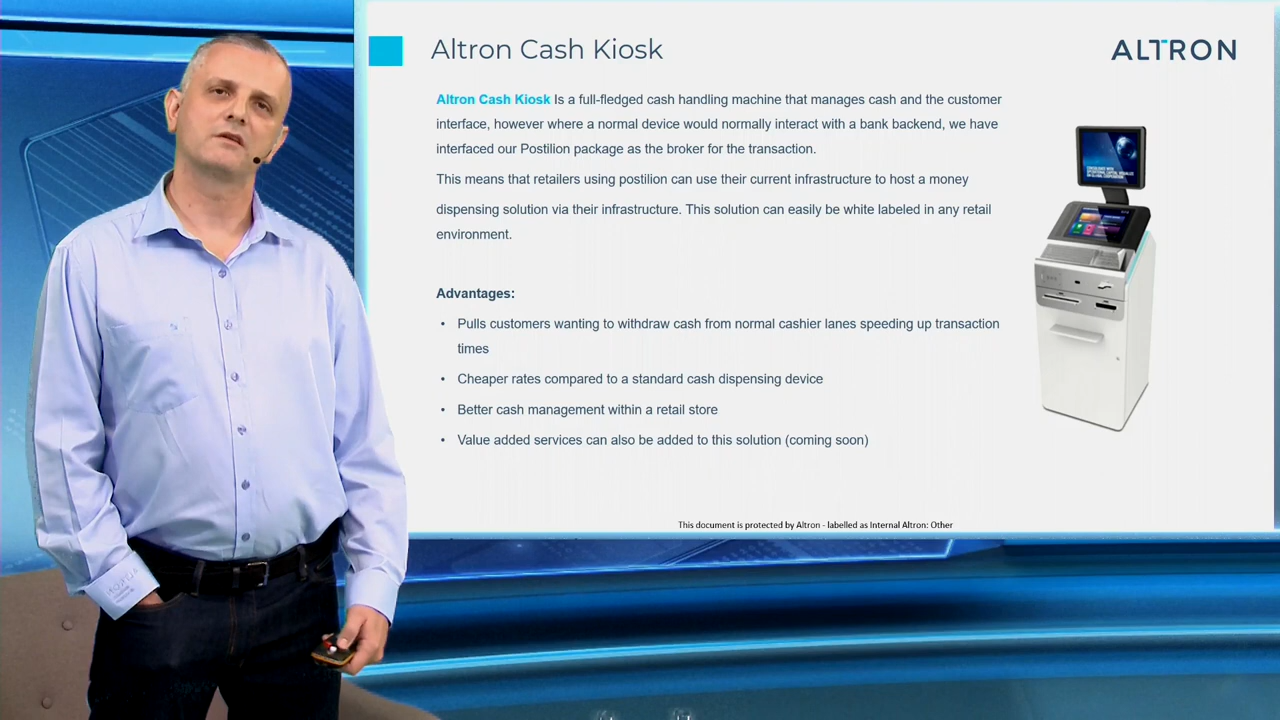 Altron Cash Kiosk
ALTRON
Altron Cash Kiosk Is a full-fledged cash handling machine that manages cash and the customer
interface, however where a normal device would normally interact with a bank backend, we have
interfaced our Postilion package as the broker for the transaction.
This means that retailers using postilion can use their current infrastructure to host a money
dispensing solution via their infrastructure. This solution can easily be white labeled in any retail
environment.
Advantages:
• Pulls customers wanting to withdraw cash from normal cashier lanes speeding up transaction
times
• Cheaper rates compared to a standard cash dispensing device
• Better cash management within a retail store
• Value added services can also be added to this solution (coming soon)
This document is protected by Altron - labelled as Internal Altron: Other